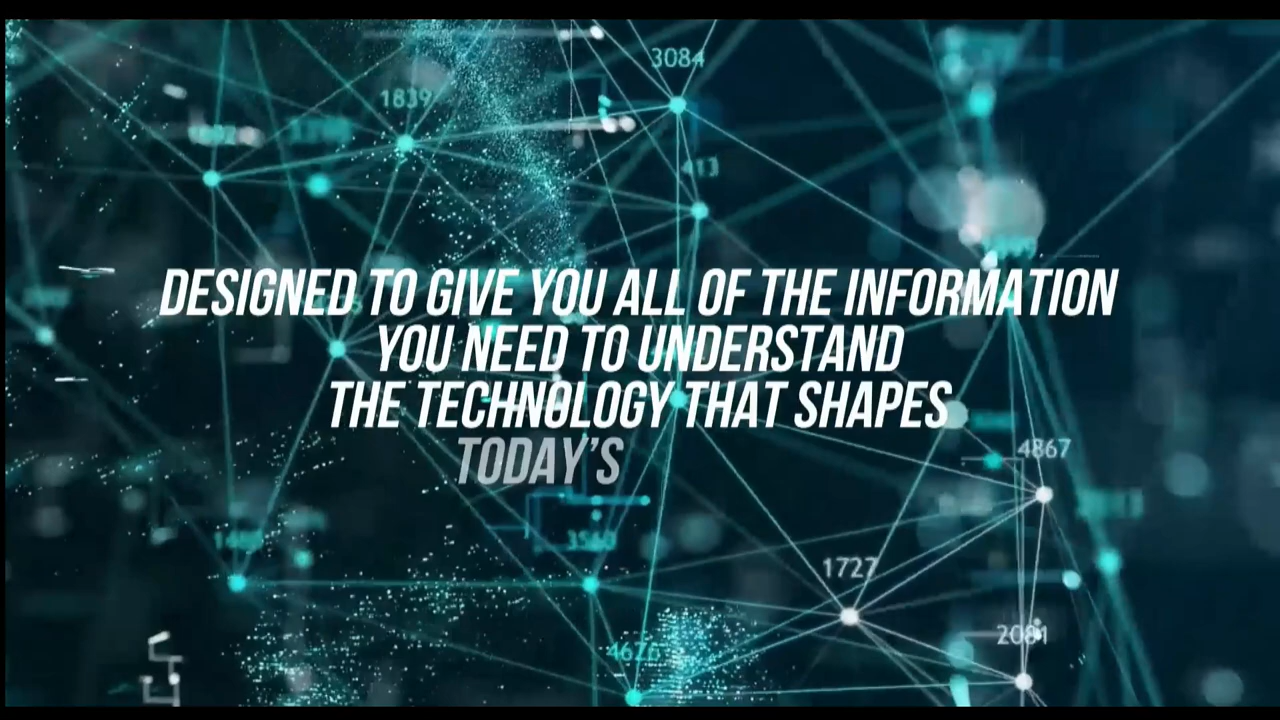 3084
1839
413
DESIGNED TO GIVE YOU ALL OF THE INFORMATION
YOU NEED TO UNDERSTAND
THE TECHNOLOGY THAT SHAPES
TODAY'S
4867
1727
2081